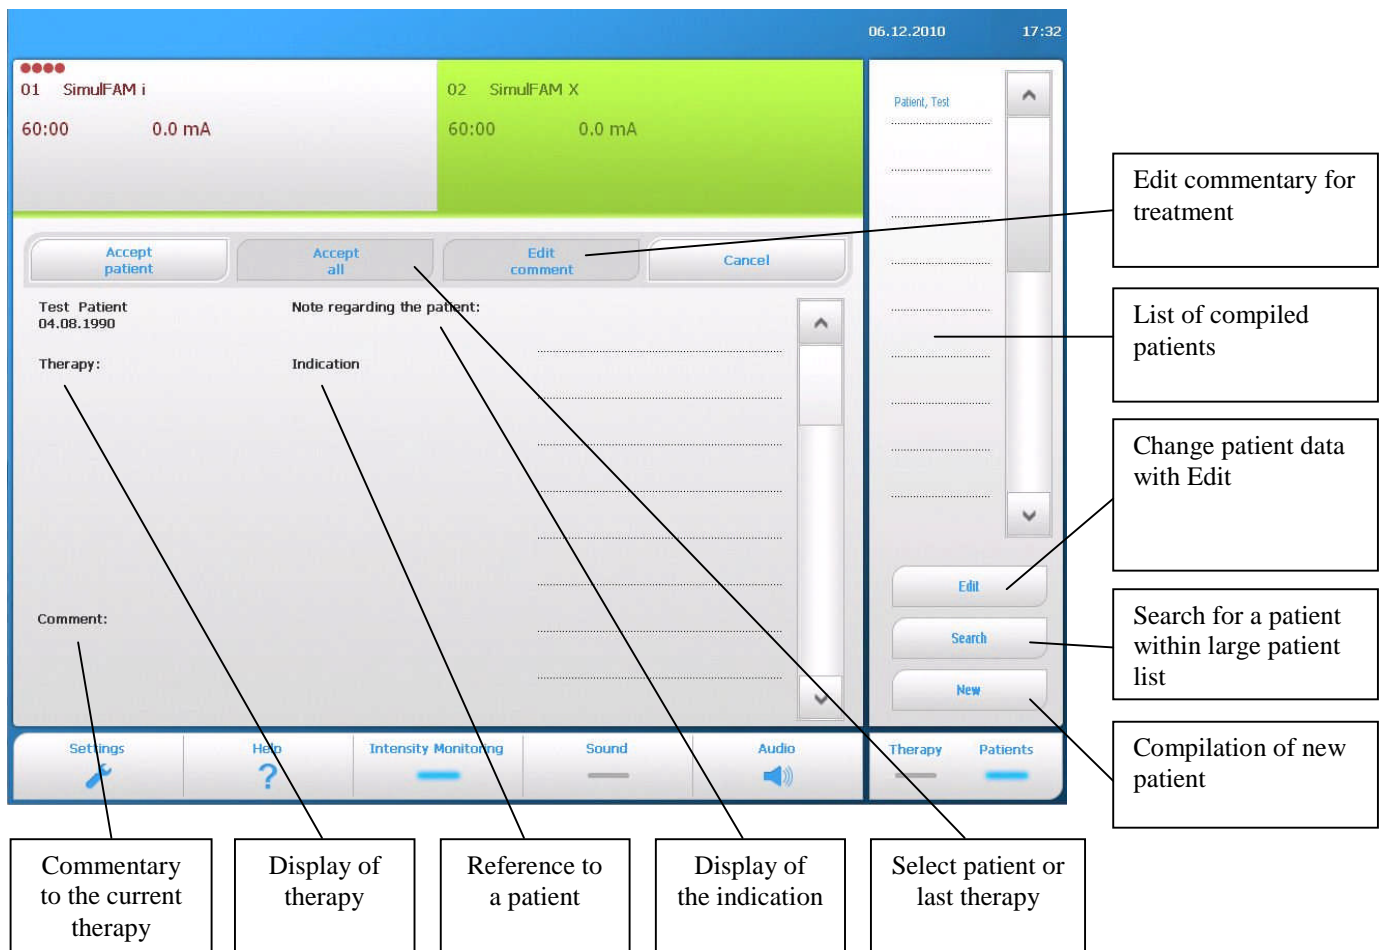 06.12.2010 17:32
01 SimulFAM i
60:00 0.0 mA
02 SimulFAM X
60:00 0.0 mA
Patient, Test
Accept
patient
Accept
all
Edit
comment
Cancel
Test Patient
04.08.1990
Note regarding the patient:
Therapy:
Indication
Comment:
Edit
Search
New
Settings
Help
?
Intensity Monitoring
Sound
Audio
Therapy
Patients
Edit commentary for
treatment
List of compiled
patients
Change patient data
with Edit
Search for a patient
within large patient
list
Compilation of new
patient
Commentary
to the current
therapy
Display of
therapy
Reference to
a patient
Display of
the indication
Select patient or
last therapy